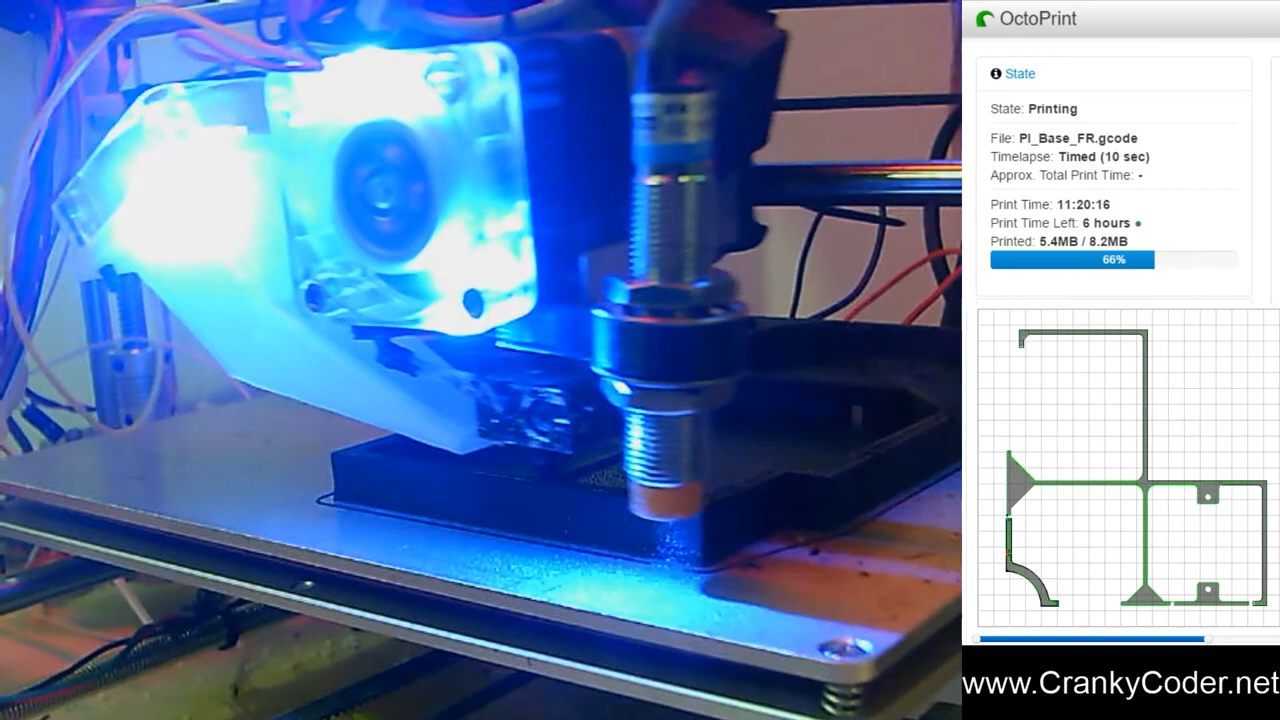 OctoPrint
State
State: Printing
File: PI_Base_FR.gcode
Timelapse: Timed (10 sec)
Approx. Total Print Time: -
Print Time: 11:20:16
Print Time Left: 6 hours
Printed: 5.4MB / 8.2MB
66%
www.CrankyCoder.net